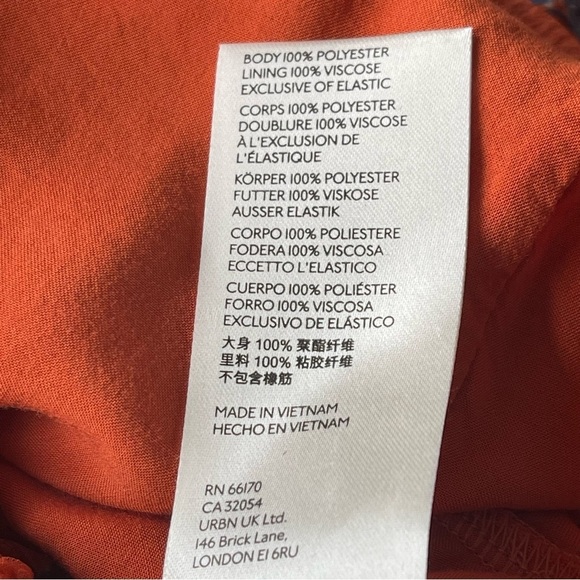 BODY 100% POLYESTER
LINING 100% VISCOSE
EXCLUSIVE OF ELASTIC
CORPS 100% POLYESTER
DOUBLURE 100% VISCOSE
À L'EXCLUSION DE
L'ÉLASTIQUE
KÖRPER 100% POLYESTER
FUTTER 100% VISKOSE
AUSSER ELASTIK
CORPO 100% POLIESTERE
FODERA 100% VISCOSA
ECCETTO L'ELASTICO
CUERPO 100% POLIÉSTER
FORRO 100% VISCOSA
EXCLUSIVO DE ELÁSTICO
大身 100% 聚酯纤维
里料 100% 粘胶纤维
不包含橡筋
MADE IN VIETNAM
HECHO EN VIETNAM
RN 66170
CA 32054
URBN UK Ltd.
146 Brick Lane,
LONDON E1 6RU